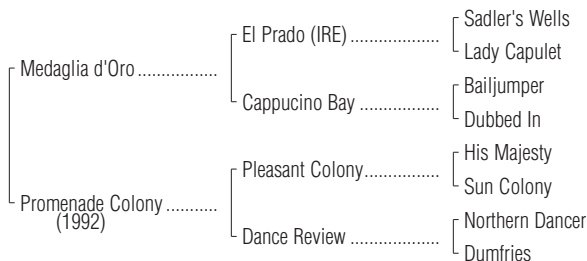 Sadler's Wells
El Prado (IRE) ....................
Lady Capulet
Medaglia d'Oro ..................
Bailjumper
Cappucino Bay ..................
Dubbed In
His Majesty
Pleasant Colony.................
Sun Colony
Promenade Colony ...........
(1992)
Northern Dancer
Dance Review ....................
Dumfries